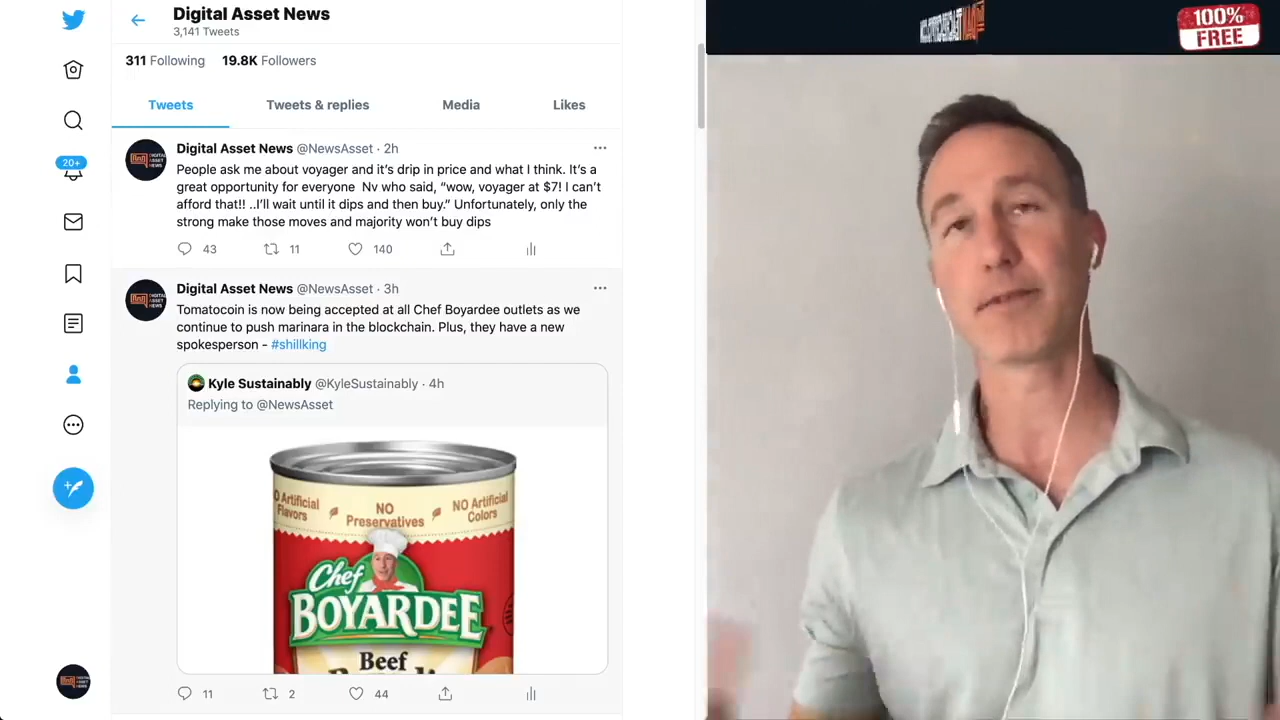 Digital Asset News
3,141 Tweets
311 Following 19.8K Followers
Tweets Tweets & replies Media Likes
Digital Asset News @NewsAsset · 2h
People ask me about voyager and it's drip in price and what I think. It's a
great opportunity for everyone Nv who said, “wow, voyager at $7! I can't
afford that!! ..I'll wait until it dips and then buy.” Unfortunately, only the
strong make those moves and majority won't buy dips
43 11 140
Digital Asset News @NewsAsset · 3h
Tomatocoin is now being accepted at all Chef Boyardee outlets as we
continue to push marinara in the blockchain. Plus, they have a new
spokesperson - #shillking
Kyle Sustainably @KyleSustainably · 4h
Replying to @NewsAsset
O Artificial
Flavors
NO
Preservatives
NO Artificial
Colors
Chef
BOYARDEE
Beef
11 2 44
20+
100%
FREE